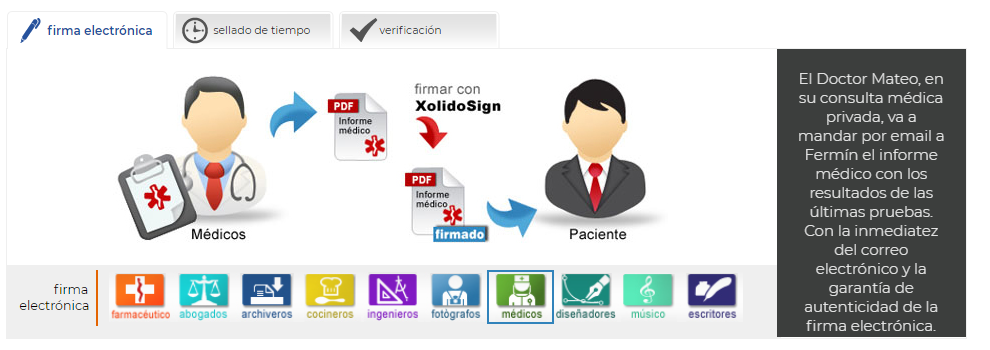 firma electrónica
sellado de tiempo
verificación
PDF
Informe
médico
firmar con
XolidoSign
PDF
Informe
médico
firmado
Médicos
Paciente
El Doctor Mateo, en
su consulta médica
privada, va a
mandar por email a
Fermín el informe
médico con los
resultados de las
últimas pruebas.
Con la inmediatez
del correo
electrónico y la
garantía de
autenticidad de la
firma electrónica.
firma
electrónica
farmacéutico
abogados
archiveros
cocineros
ingenieros
fotógrafos
médicos
diseñadores
músico
escritores